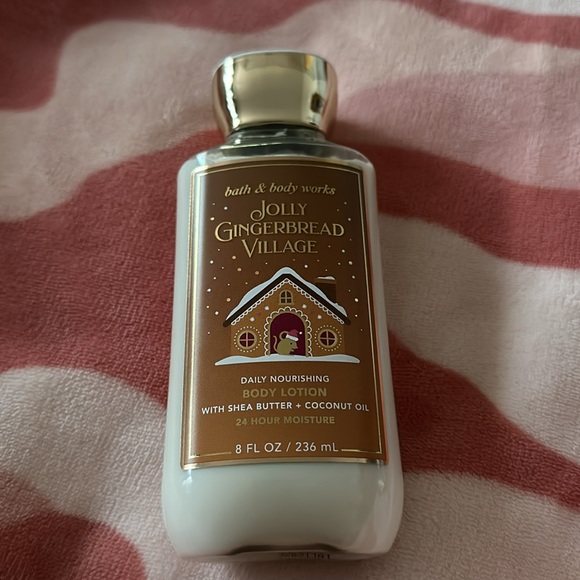 bath & body works
JOLLY
GINGERBREAD
VILLAGE
DAILY NOURISHING
BODY LOTION
WITH SHEA BUTTER + COCONUT OIL
24 HOUR MOISTURE
8 FL OZ / 236 mL